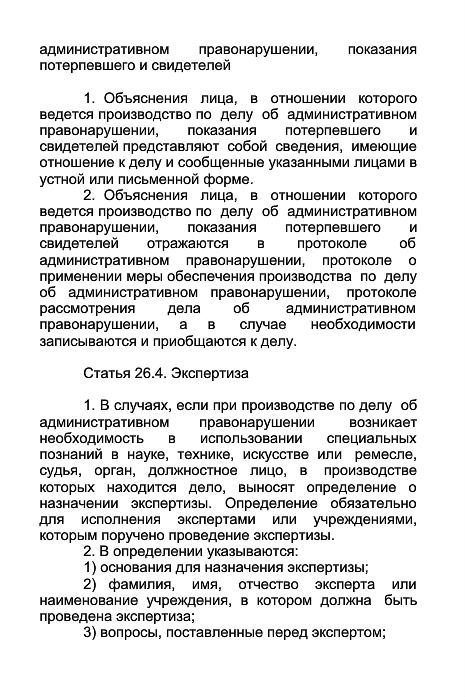 административном правонарушении, показания
потерпевшего и свидетелей
1. Объяснения лица, в отношении которого
ведется производство по делу об административном
правонарушении, показания потерпевшего и
свидетелей представляют собой сведения, имеющие
отношение к делу и сообщенные указанными лицами в
устной или письменной форме.
2. Объяснения лица, в отношении которого
ведется производство по делу об административном
правонарушении, показания потерпевшего и
свидетелей отражаются в протоколе об
административном правонарушении, протоколе о
применении меры обеспечения производства по делу
об административном правонарушении, протоколе
рассмотрения дела об административном
правонарушении, а в случае необходимости
записываются и приобщаются к делу.
Статья 26.4. Экспертиза
1. В случаях, если при производстве по делу об
административном правонарушении возникает
необходимость в использовании специальных
познаний в науке, технике, искусстве или ремесле,
судья, орган, должностное лицо, в производстве
которых находится дело, выносят определение о
назначении экспертизы. Определение обязательно
для исполнения экспертами или учреждениями,
которым поручено проведение экспертизы.
2. В определении указываются:
1) основания для назначения экспертизы;
2) фамилия, имя, отчество эксперта или
наименование учреждения, в котором должна быть
проведена экспертиза;
3) вопросы, поставленные перед экспертом;